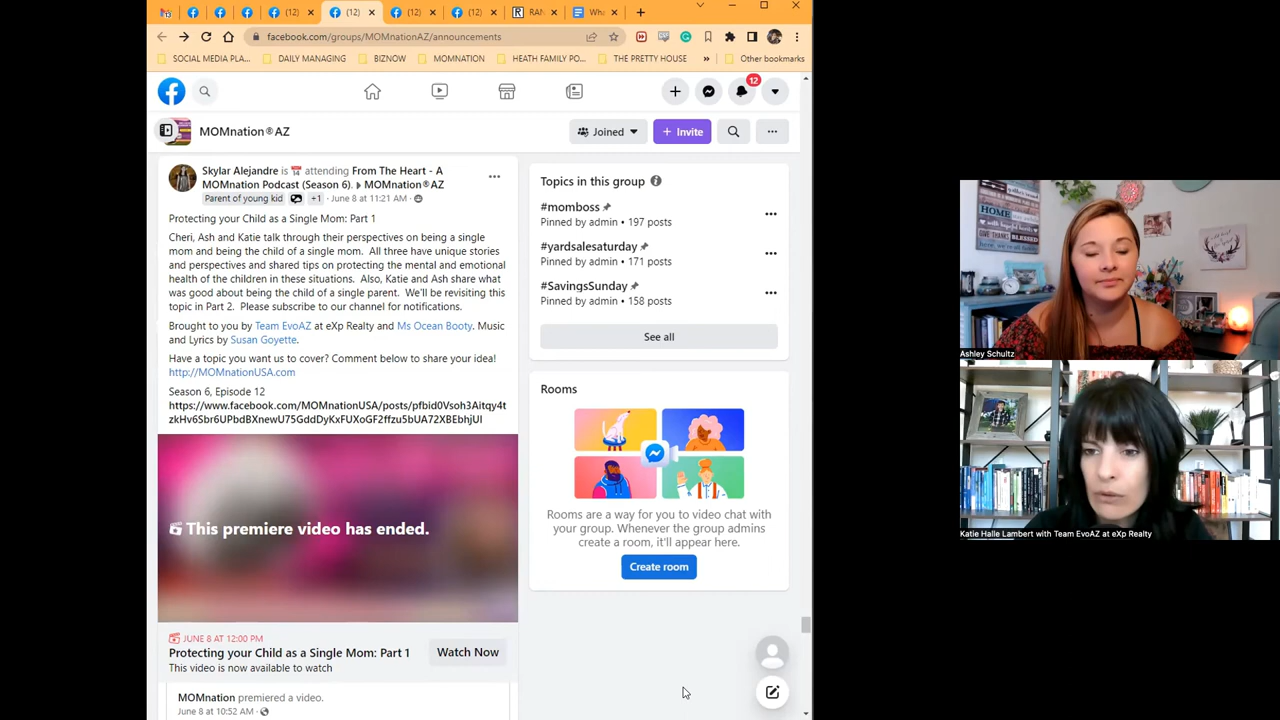 (12)
(12)
(12)
(12)
RAN
Wha
facebook.com/groups/MOMnationAZ/announcements
SOCIAL MEDIA PLA...
DAILY MANAGING
BIZNOW
MOMNATION
HEATH FAMILY PO...
THE PRETTY HOUSE
»
Other bookmarks
12
MOMnation®AZ
Joined
+ Invite
Skylar Alejandre is attending From The Heart - A
MOMnation Podcast (Season 6). MOMnation®AZ
Parent of young kid +1 · June 8 at 11:21 AM ·
Protecting your Child as a Single Mom: Part 1
Cheri, Ash and Katie talk through their perspectives on being a single
mom and being the child of a single mom. All three have unique stories
and perspectives and shared tips on protecting the mental and emotional
health of the children in these situations. Also, Katie and Ash share what
was good about being the child of a single parent. We'll be revisiting this
topic in Part 2. Please subscribe to our channel for notifications.
Brought to you by Team EvoAZ at eXp Realty and Ms Ocean Booty. Music
and Lyrics by Susan Goyette.
Have a topic you want us to cover? Comment below to share your idea!
http://MOMnationUSA.com
Season 6, Episode 12
https://www.facebook.com/MOMnationUSA/posts/pfbid0Vsoh3Aitqy4t
zkHv6Sbr6UPbdBXnewU75GddDyKxFUXoGF2ffzu5bUA72XBEbhjUl
This premiere video has ended.
JUNE 8 AT 12:00 PM
Protecting your Child as a Single Mom: Part 1
This video is now available to watch
Watch Now
MOMnation premiered a video.
June 8 at 10:52 AM ·
Topics in this group
#momboss
Pinned by admin • 197 posts
#yardsalesaturday
Pinned by admin • 171 posts
#SavingsSunday
Pinned by admin • 158 posts
See all
Rooms
Rooms are a way for you to video chat with
your group. Whenever the group admins
create a room, it'll appear here.
Create room
HOME
BLESSED
Ashley Schultz
Katie Halle Lambert with Team EvoAZ at eXp Realty